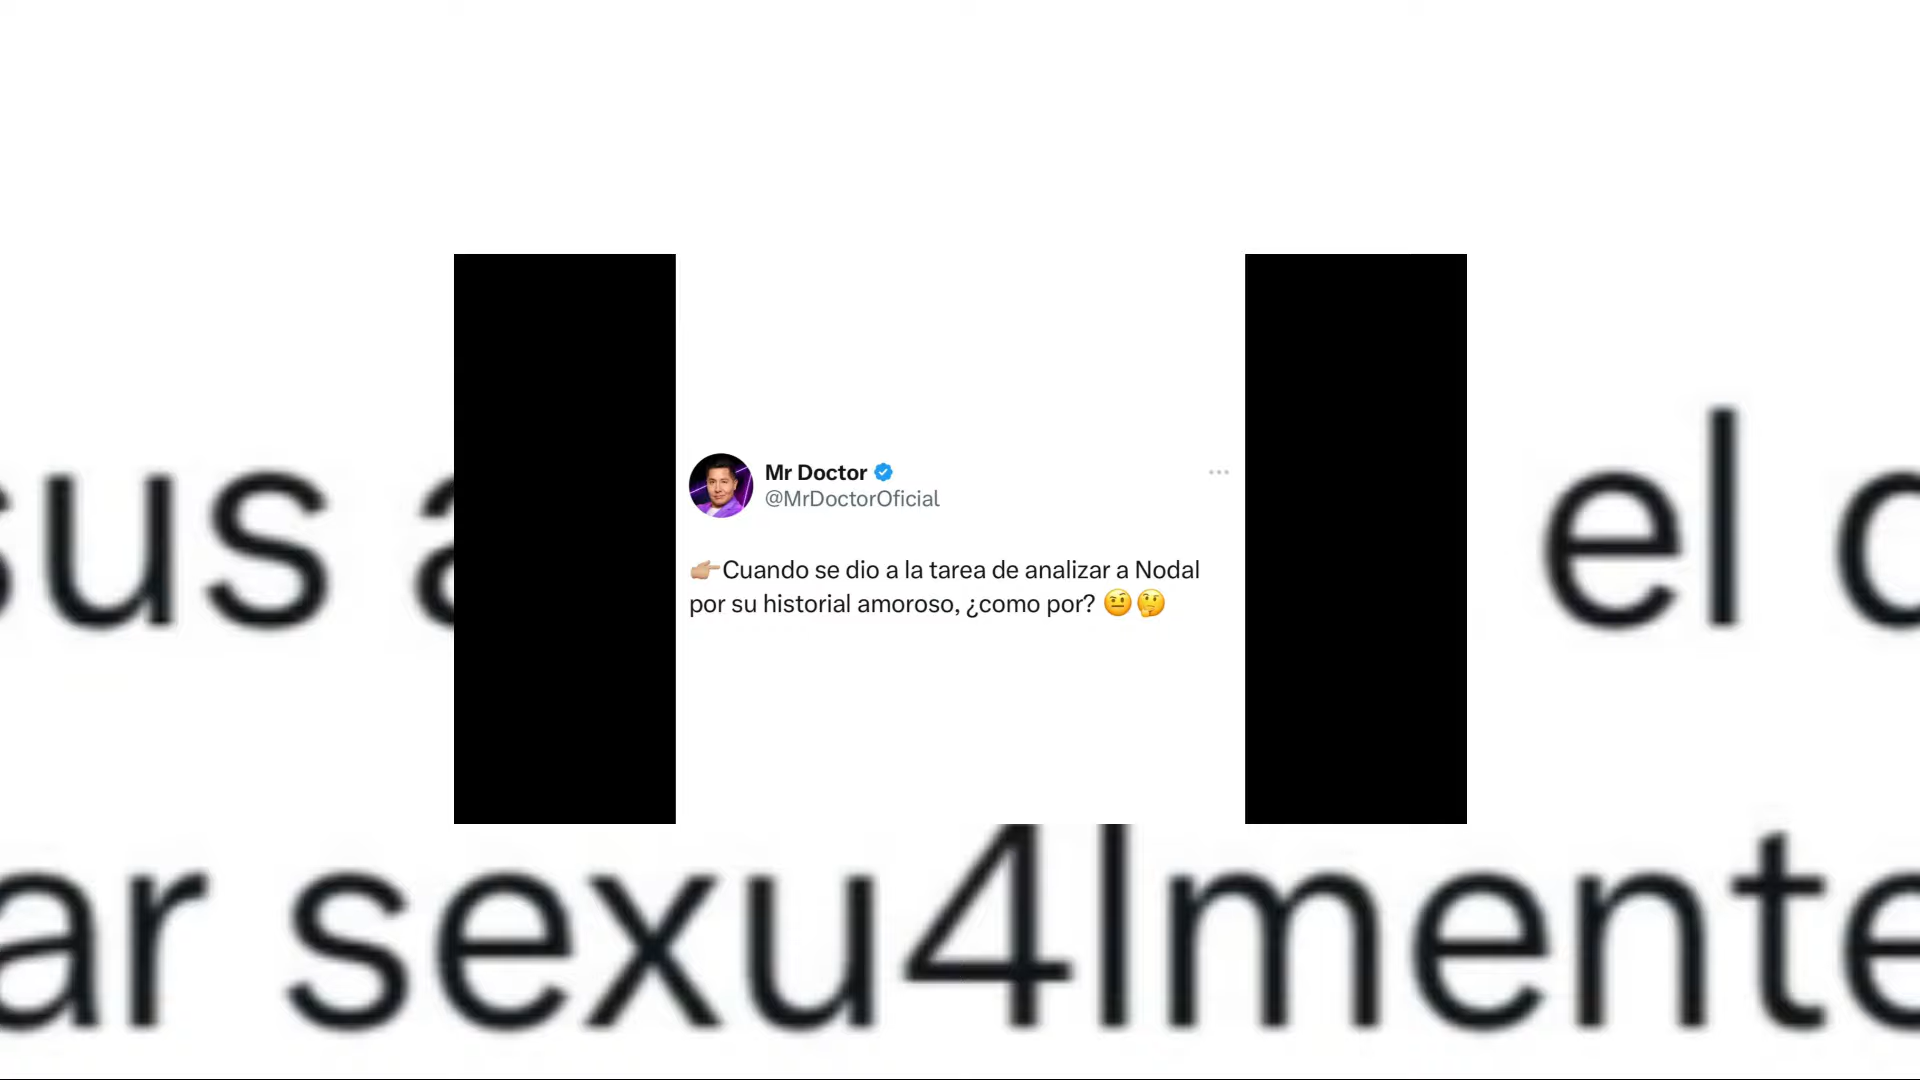 Mr Doctor
@MrDoctorOficial
👉🏼Cuando se dio a la tarea de analizar a Nodal
por su historial amoroso, ¿como por? 🤨🤔
sus a
el
ar sexu4lmente